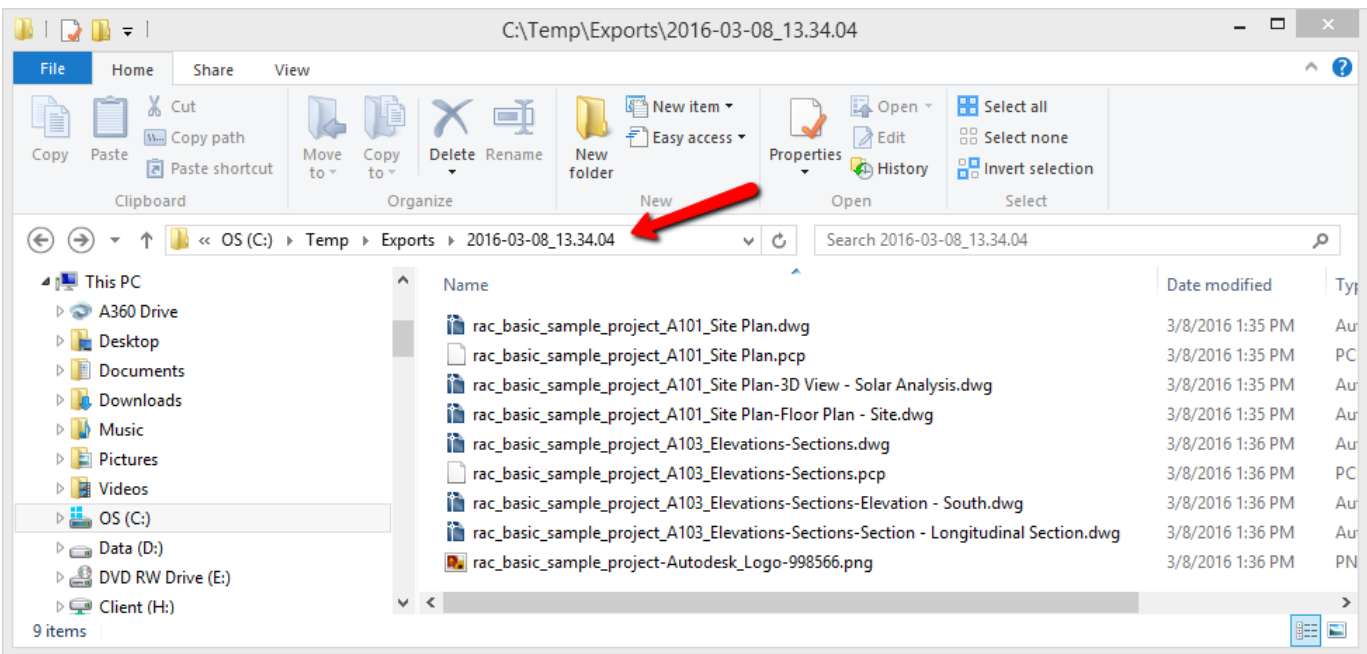 C:\Temp\Exports\2016-03-08_13.34.04
File Home Share View
Copy
Paste
Cut
W... Copy path
Paste shortcut
Clipboard
Move to
Copy to
Delete
Rename
Organize
New folder
New item
Easy access
New
Properties
Open
Edit
History
Open
Select all
Select none
Invert selection
Select
« OS (C:) Temp Exports 2016-03-08_13.34.04
Search 2016-03-08_13.34.04
This PC
A360 Drive
Desktop
Documents
Downloads
Music
Pictures
Videos
OS (C:)
Data (D:)
DVD RW Drive (E:)
Client (H:)
Name Date modified Typ
rac_basic_sample_project_A101_Site Plan.dwg 3/8/2016 1:35 PM Au
rac_basic_sample_project_A101_Site Plan.pcp 3/8/2016 1:35 PM PC
rac_basic_sample_project_A101_Site Plan-3D View - Solar Analysis.dwg 3/8/2016 1:35 PM Au
rac_basic_sample_project_A101_Site Plan-Floor Plan - Site.dwg 3/8/2016 1:35 PM Au
rac_basic_sample_project_A103_Elevations-Sections.dwg 3/8/2016 1:36 PM Au
rac_basic_sample_project_A103_Elevations-Sections.pcp 3/8/2016 1:36 PM PC
rac_basic_sample_project_A103_Elevations-Sections-Elevation - South.dwg 3/8/2016 1:36 PM Au
rac_basic_sample_project_A103_Elevations-Sections-Section - Longitudinal Section.dwg 3/8/2016 1:36 PM Au
rac_basic_sample_project-Autodesk_Logo-998566.png 3/8/2016 1:36 PM PN
9 items